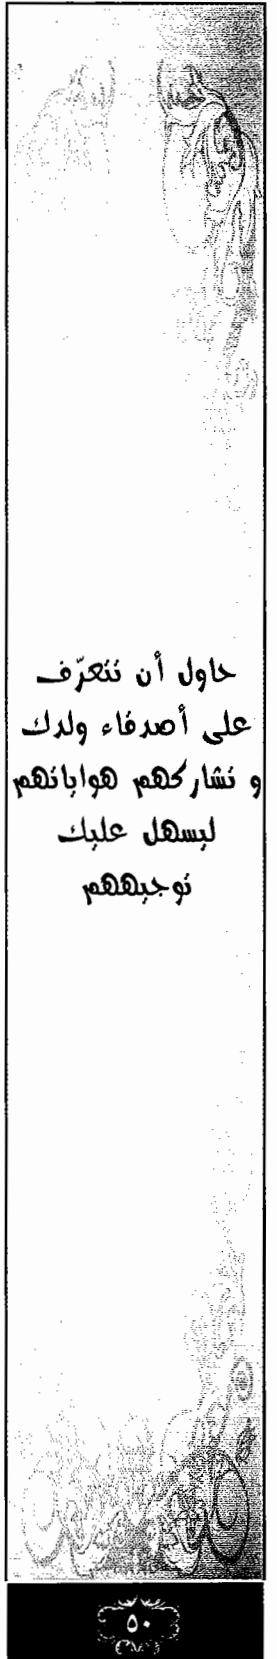 حاول أن تتعرّف
على أصدقاء ولدك
و تشاركهم هواياتهم
ليسهل عليك
توجيههم
٥٠